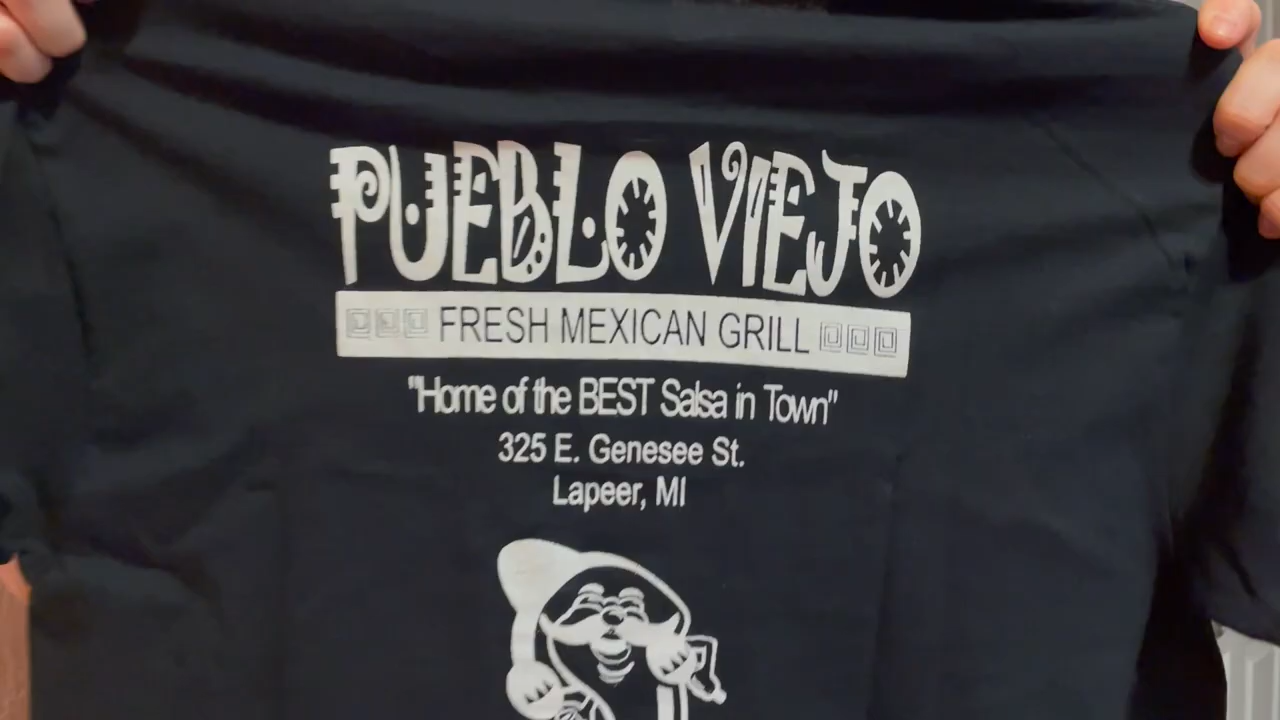 PUEBLO VIEJO
FRESH MEXICAN GRILL
"Home of the BEST Salsa in Town"
325 E. Genesee St.
Lapeer, MI